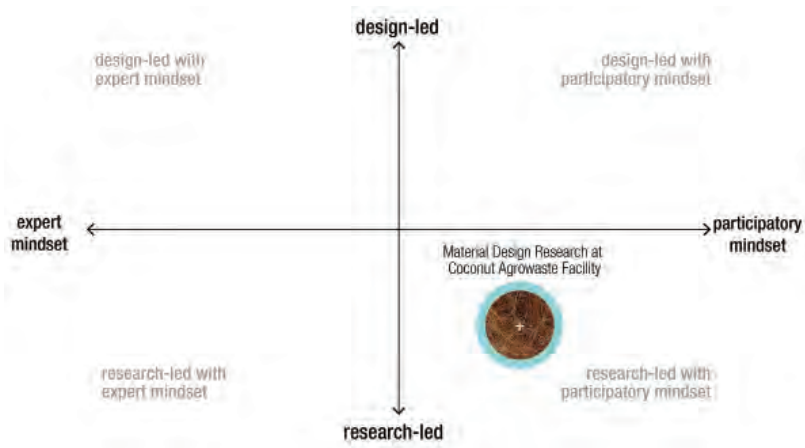 design-led
design-led with
expert mindset
design-led with
participatory mindset
expert
mindset
participatory
mindset
Material Design Research at
Coconut Agrowaste Facility
research-led with
expert mindset
research-led with
participatory mindset
research-led